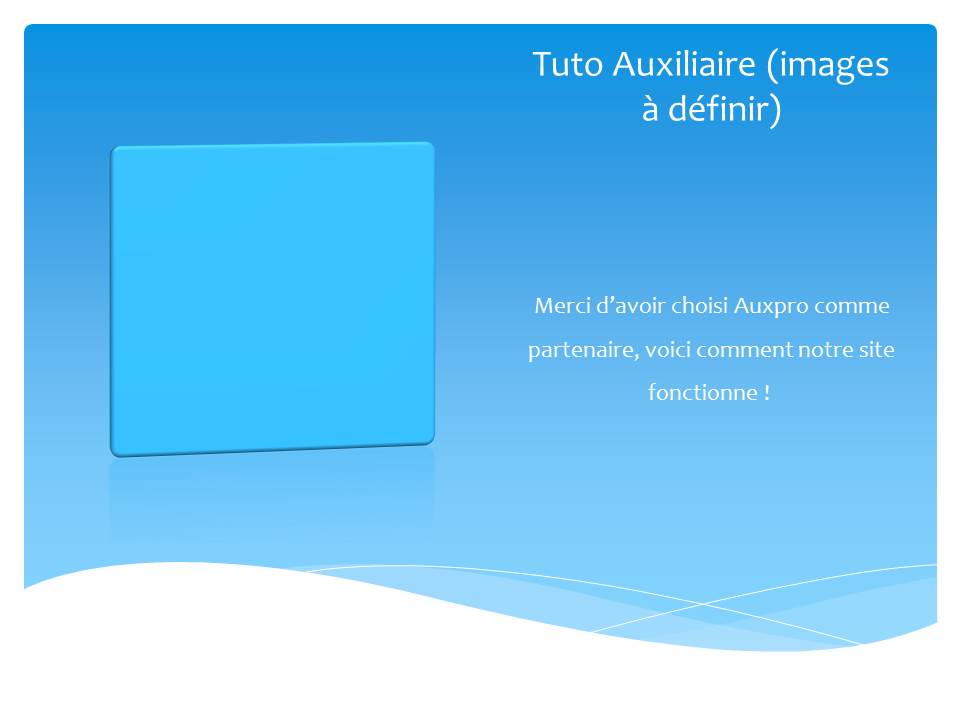 Tuto Auxiliaire (images
à définir)
Merci d’avoir choisi Auxpro comme
partenaire, voici comment notre site
fonctionne !